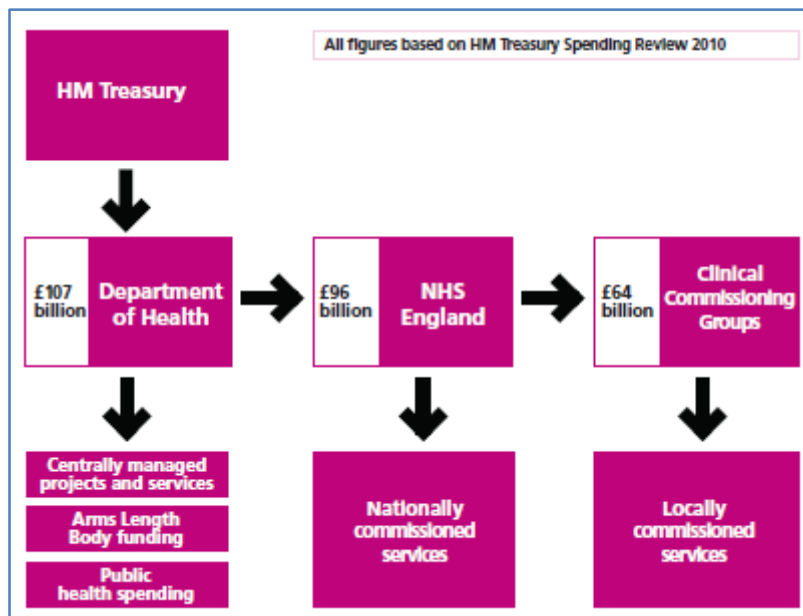 HM Treasury
All figures based on HM Treasury Spending Review 2010
£107
billion
Department
of Health
£96
billion
NHS
England
£64
billion
Clinical
Commissioning
Groups
Centrally managed
projects and services
Arms Length
Body funding
Public
health spending
Nationally
commissioned
services
Locally
commissioned
services